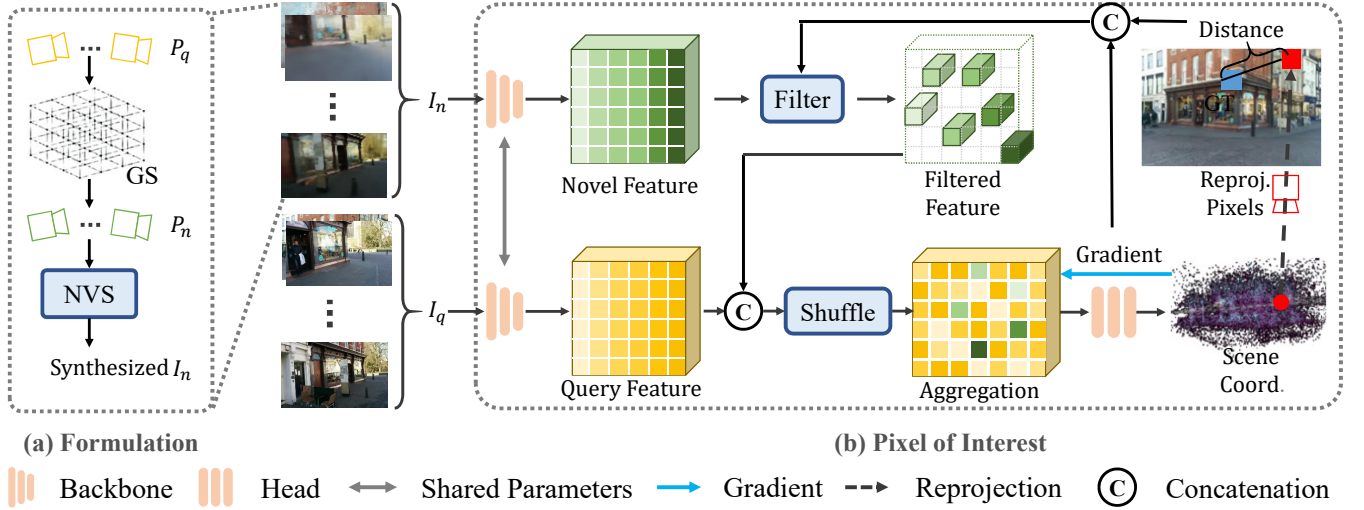 P_q
GS
P_n
NVS
Synthesized I_n
I_n
I_q
Novel Feature
Filter
Filtered
Feature
C
Distance
GT
Reproj.
Pixels
Query Feature
C
Shuffle
Aggregation
Gradient
Scene
Coord.
(a) Formulation
(b) Pixel of Interest
Backbone
Head
Shared Parameters
Gradient
Reprojection
C
Concatenation